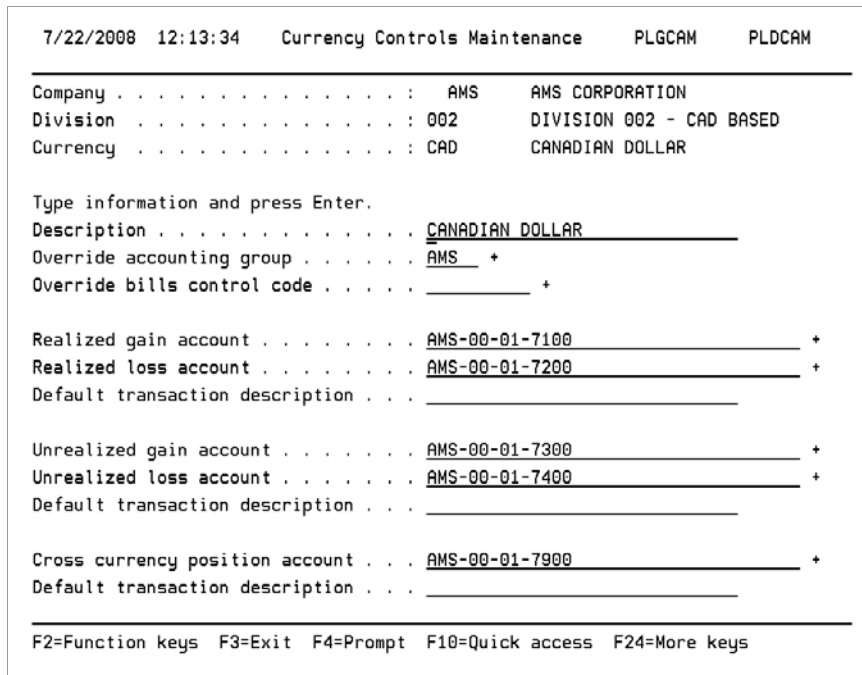 7/22/2008 12:13:34 Currency Controls Maintenance PLGCAM PLDCAM
Company . . . . . . . . . . . . . . : AMS AMS CORPORATION
Division . . . . . . . . . . . . . : 002 DIVISION 002 - CAD BASED
Currency . . . . . . . . . . . . . : CAD CANADIAN DOLLAR
Type information and press Enter.
Description . . . . . . . . . . . . . CANADIAN DOLLAR
Override accounting group . . . . . . AMS +
Override bills control code . . . . . __________ +
Realized gain account . . . . . . . . AMS-00-01-7100 +
Realized loss account . . . . . . . . AMS-00-01-7200 +
Default transaction description . . . ______________________________
Unrealized gain account . . . . . . . AMS-00-01-7300 +
Unrealized loss account . . . . . . . AMS-00-01-7400 +
Default transaction description . . . ______________________________
Cross currency position account . . . AMS-00-01-7900 +
Default transaction description . . . ______________________________
F2=Function keys F3=Exit F4=Prompt F10=Quick access F24=More keys